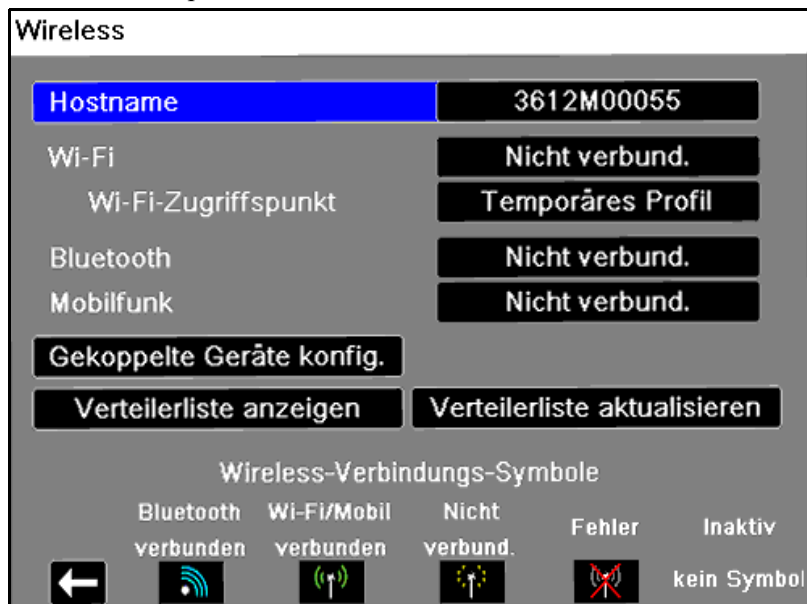 Wireless
Hostname 3612M00055
Wi-Fi Nicht verbund.
Wi-Fi-Zugriffspunkt Temporäres Profil
Bluetooth Nicht verbund.
Mobilfunk Nicht verbund.
Gekoppelte Geräte konfig.
Verteilerliste anzeigen Verteilerliste aktualisieren
Wireless-Verbindungs-Symbole
Bluetooth verbunden
Wi-Fi/Mobil verbunden
Nicht verbund.
Fehler
Inaktiv
kein Symbol